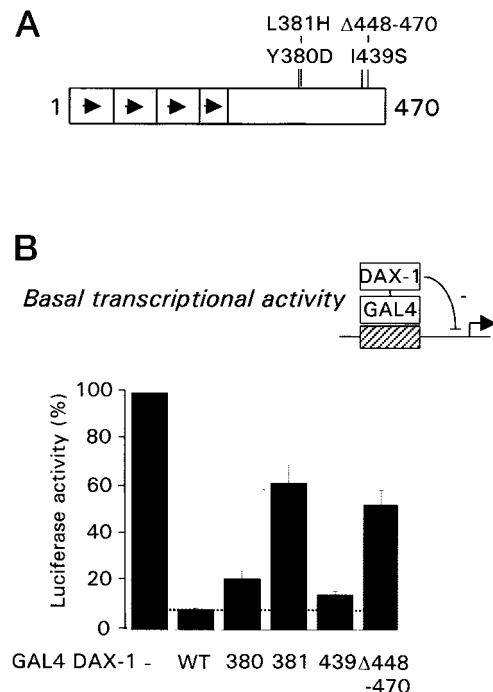 A
L381H Δ448-470
Y380D I439S
1 470
B
Basal transcriptional activity
DAX-1
GAL4
-
Luciferase activity (%)
100
80
60
40
20
0
GAL4 DAX-1 - WT 380 381 439 Δ448
-470